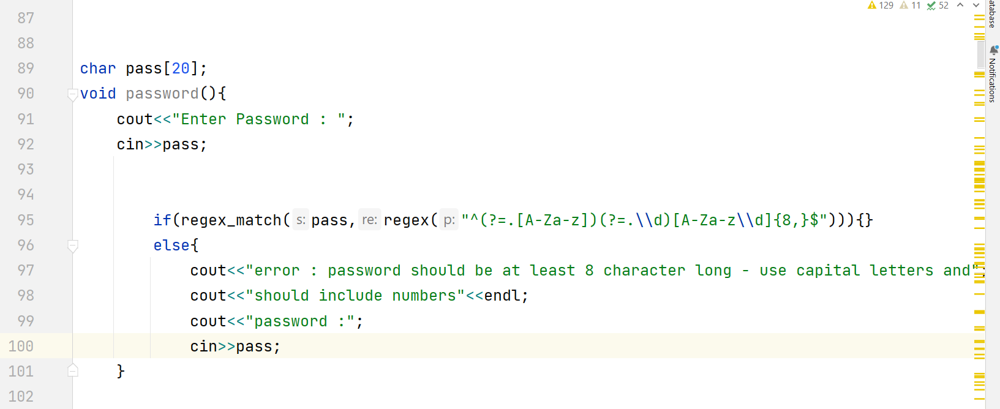 129 11 52
atabase
Notifications
87
88
89 char pass[20];
90 void password(){
91 cout<<"Enter Password : ";
92 cin>>pass;
93
94
95 if(regex_match( s: pass, re: regex( p: "^(?=.[A-Za-z])(?=.\\d)[A-Za-z\\d]{8,}$"))){}
96 else{
97 cout<<"error : password should be at least 8 character long - use capital letters and";
98 cout<<"should include numbers"<<endl;
99 cout<<"password :";
100 cin>>pass;
101 }
102